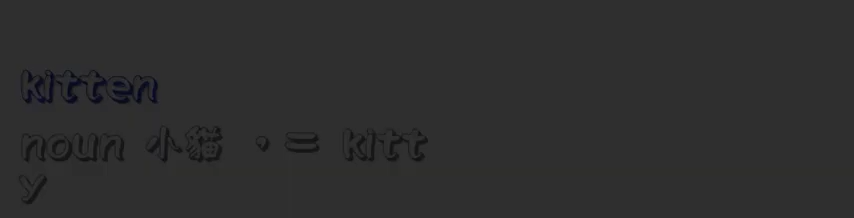 kitten
noun 小貓 ，= kitt
y